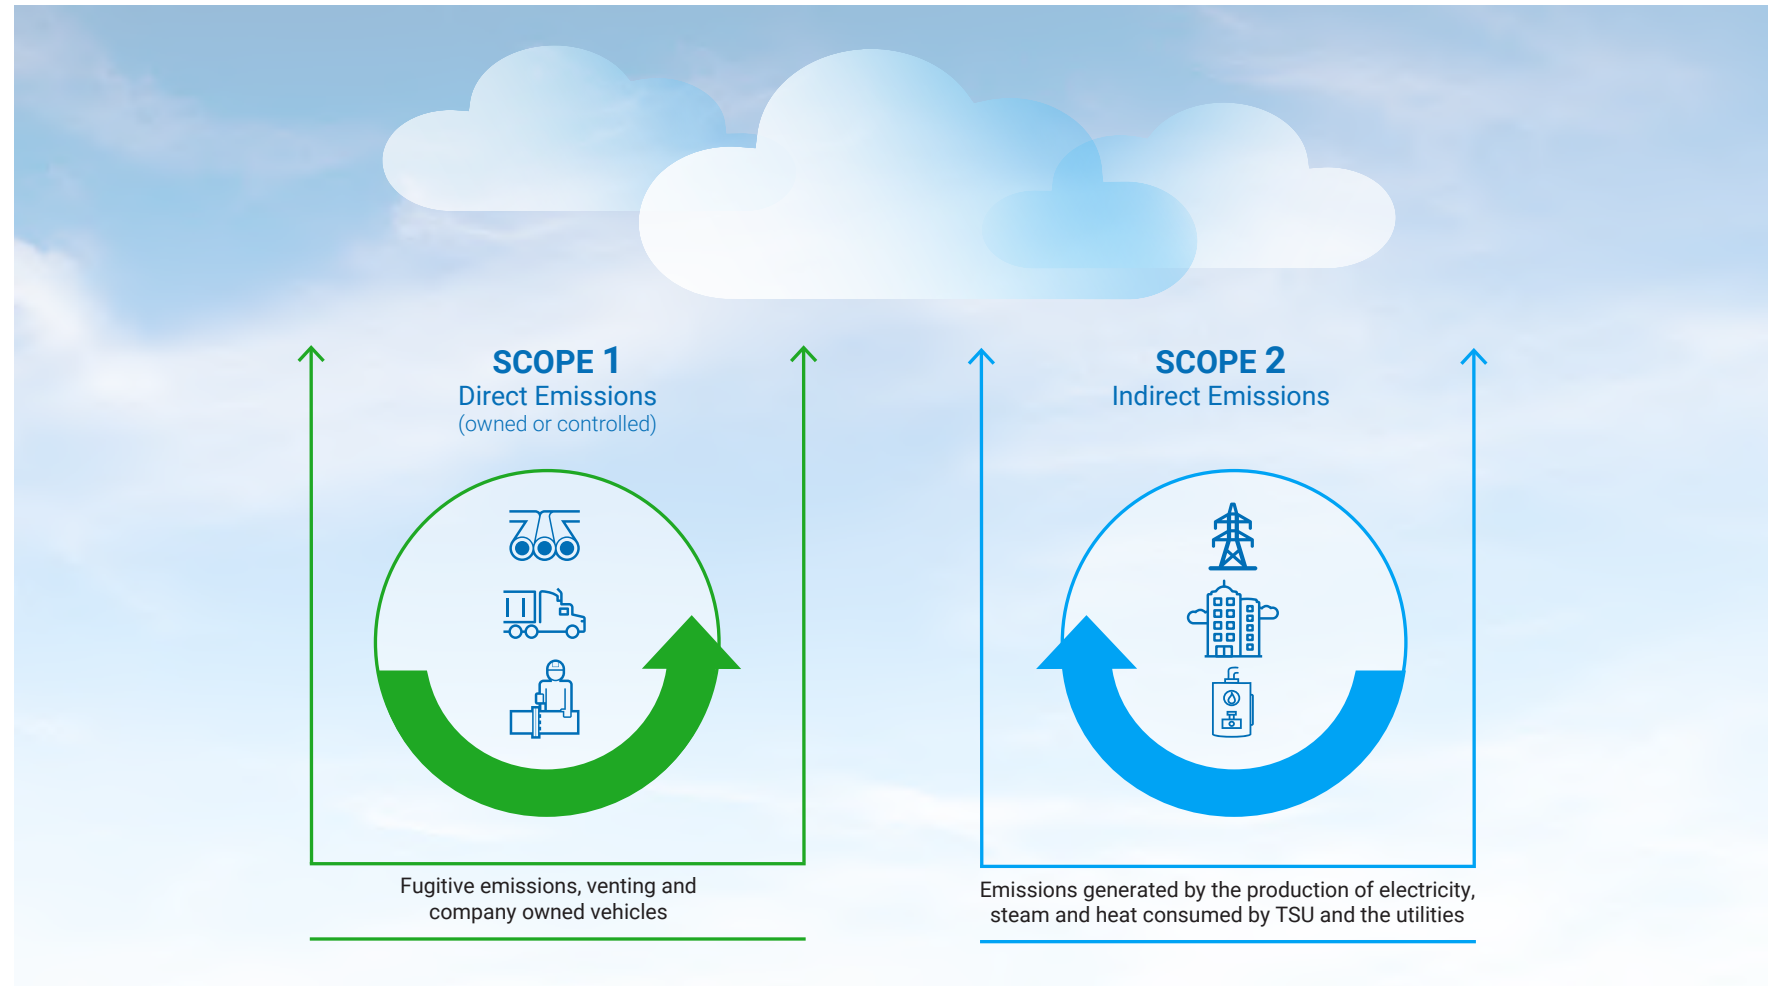 SCOPE 1
Direct Emissions
(owned or controlled)
Fugitive emissions, venting and
company owned vehicles
SCOPE 2
Indirect Emissions
Emissions generated by the production of electricity,
steam and heat consumed by TSU and the utilities